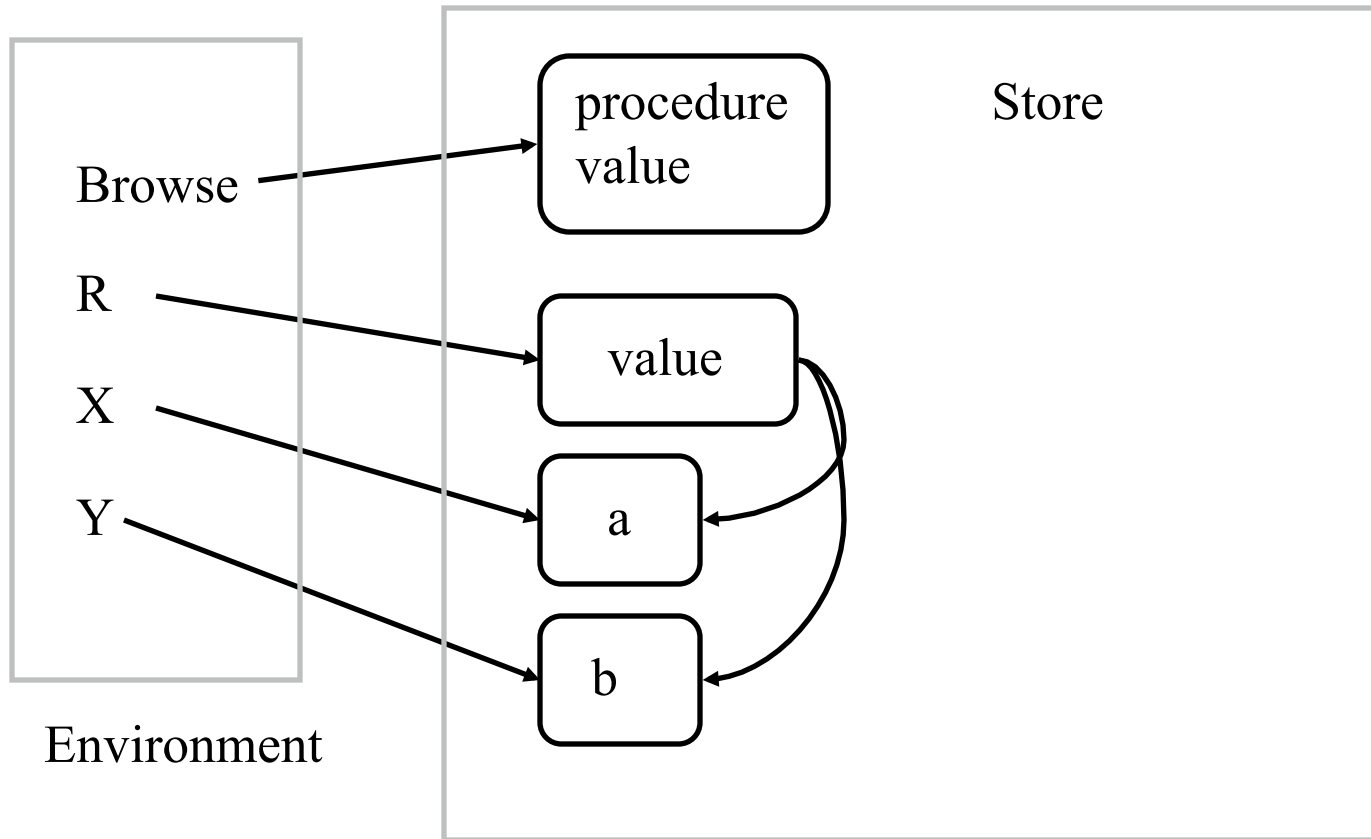 procedure
value
Store
Browse
R
value
X
a
Y
b
Environment